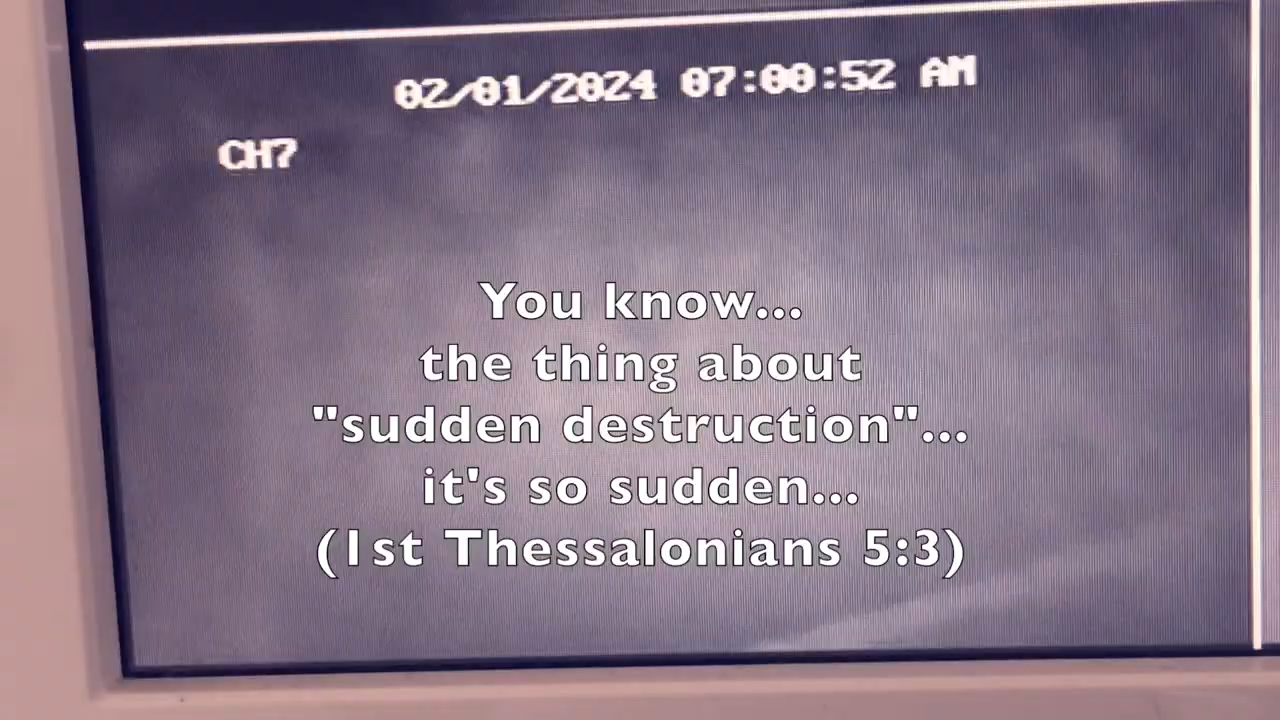 02/01/2024 07:00:52 AM
CH7
You know...
the thing about
"sudden destruction"...
it's so sudden...
(1st Thessalonians 5:3)